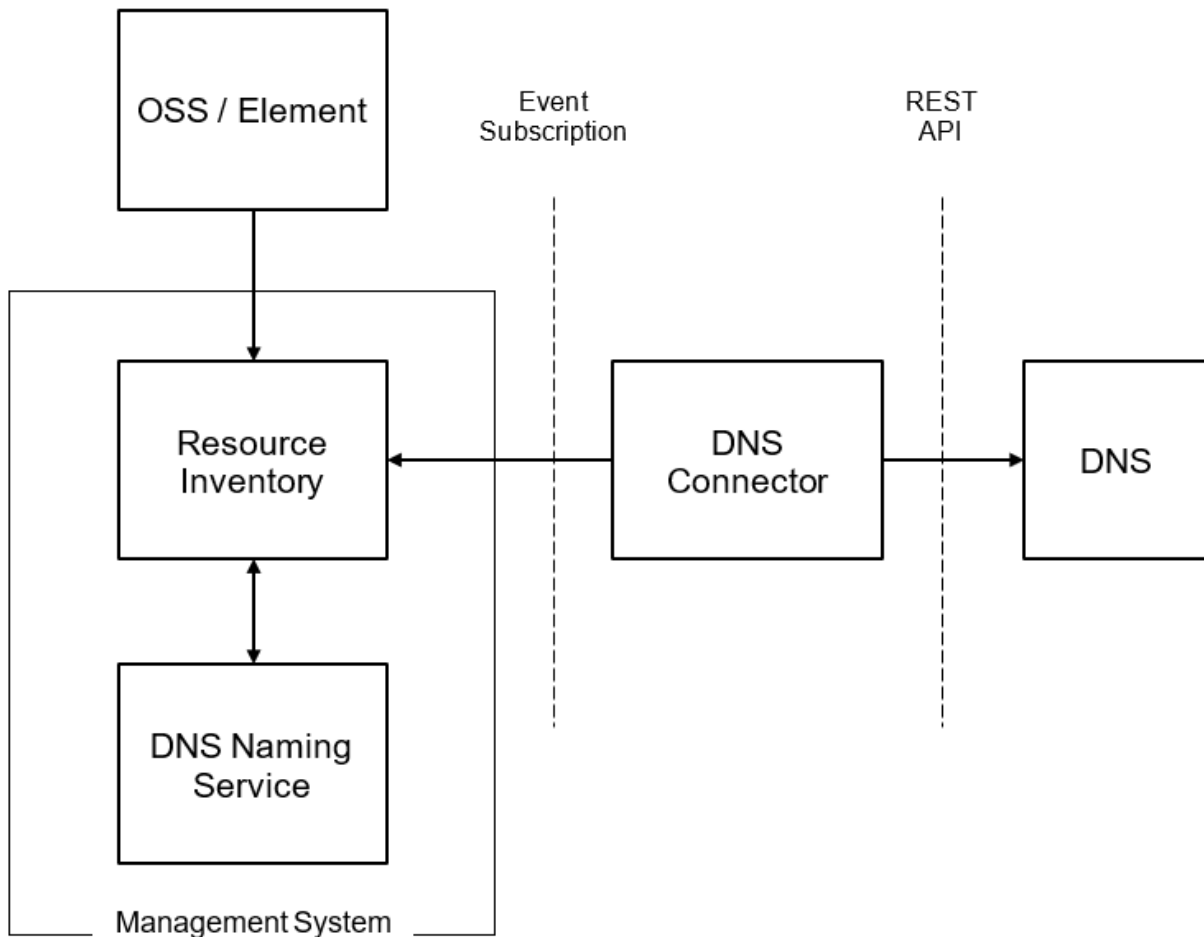 OSS / Element
Event
Subscription
REST
API
Resource
Inventory
DNS
Connector
DNS
DNS Naming
Service
Management System